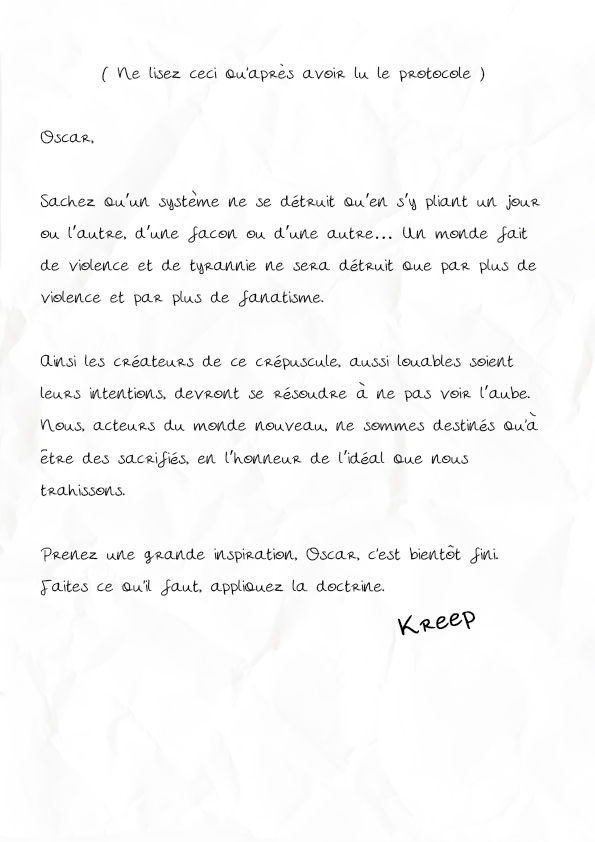 ( Ne lisez ceci qu'après avoir lu le protocole )
Oscar,
Sachez qu'un système ne se détruit qu'en s'y pliant un jour
ou l'autre, d'une facon ou d'une autre... Un monde fait
de violence et de tyrannie ne sera détruit que par plus de
violence et par plus de fanatisme.
Ainsi les créateurs de ce crépuscule, aussi louables soient
leurs intentions, devront se résoudre à ne pas voir l'aube.
Nous, acteurs du monde nouveau, ne sommes destinés qu'à
être des sacrifiés, en l'honneur de l'idéal que nous
trahissons.
Prenez une grande inspiration, Oscar, c'est bientôt fini.
Faites ce qu'il faut, appliquez la doctrine.
Kreep